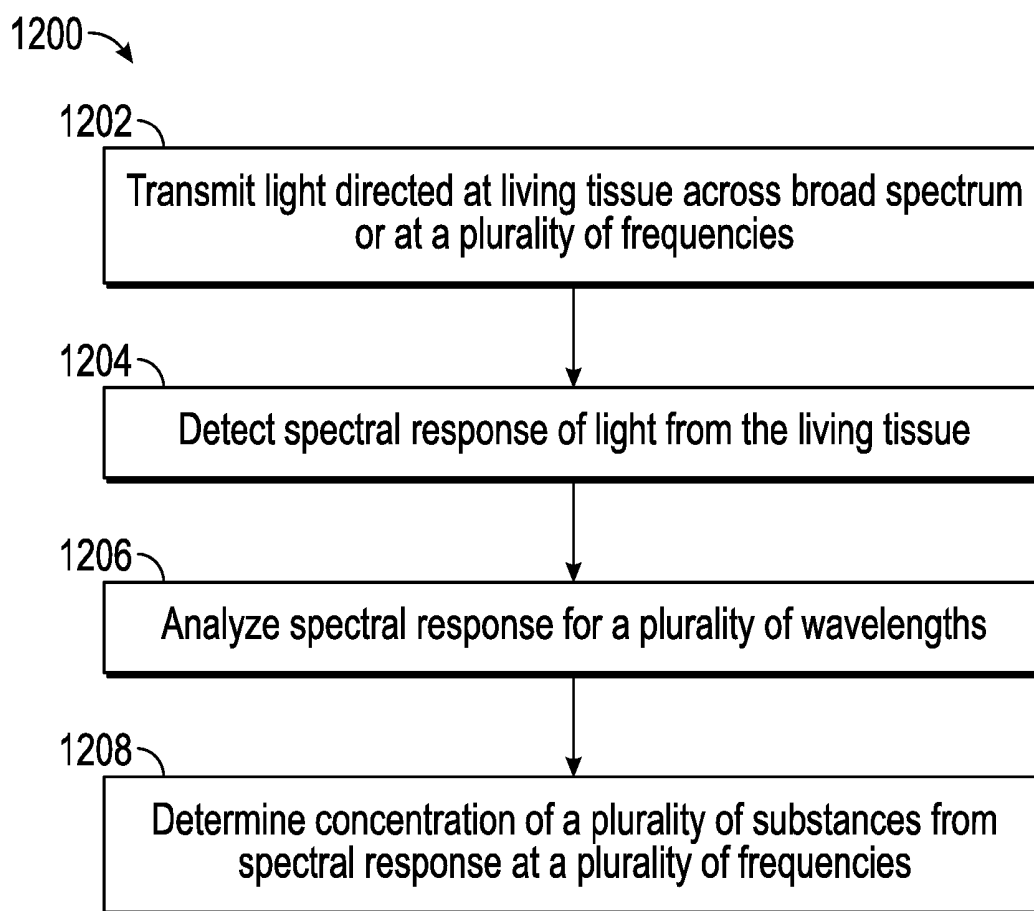 1200
1202
Transmit light directed at living tissue across broad spectrum
or at a plurality of frequencies
1204
Detect spectral response of light from the living tissue
1206
Analyze spectral response for a plurality of wavelengths
1208
Determine concentration of a plurality of substances from
spectral response at a plurality of frequencies